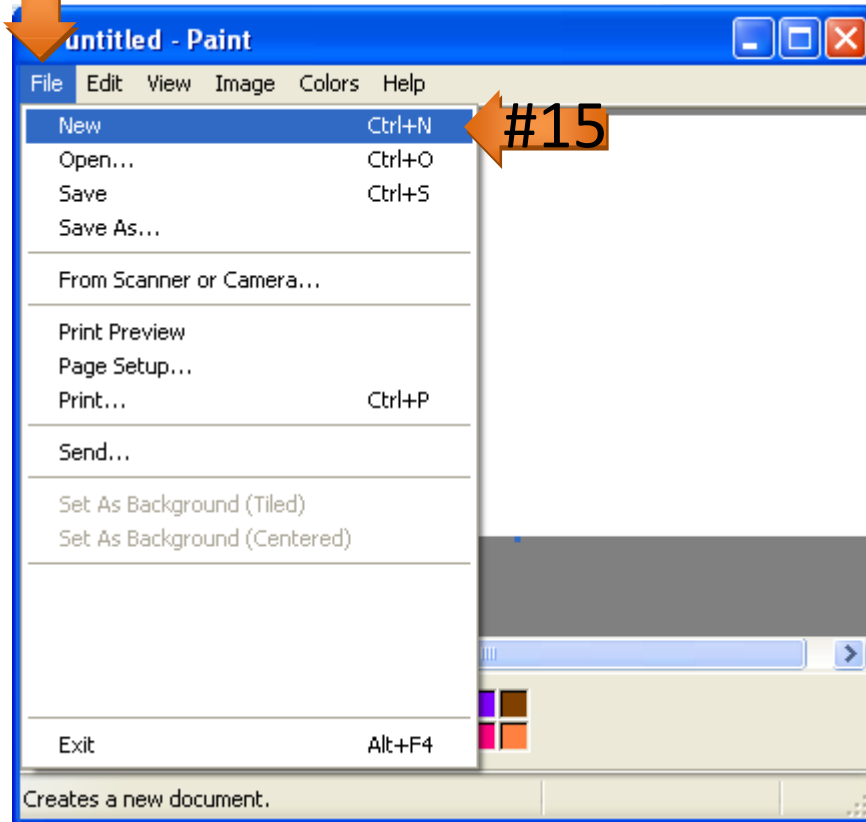 untitled - Paint
File Edit View Image Colors Help
New Ctrl+N
#15
Open... Ctrl+O
Save Ctrl+S
Save As...
From Scanner or Camera...
Print Preview
Page Setup...
Print... Ctrl+P
Send...
Set As Background (Tiled)
Set As Background (Centered)
Exit Alt+F4
Creates a new document.